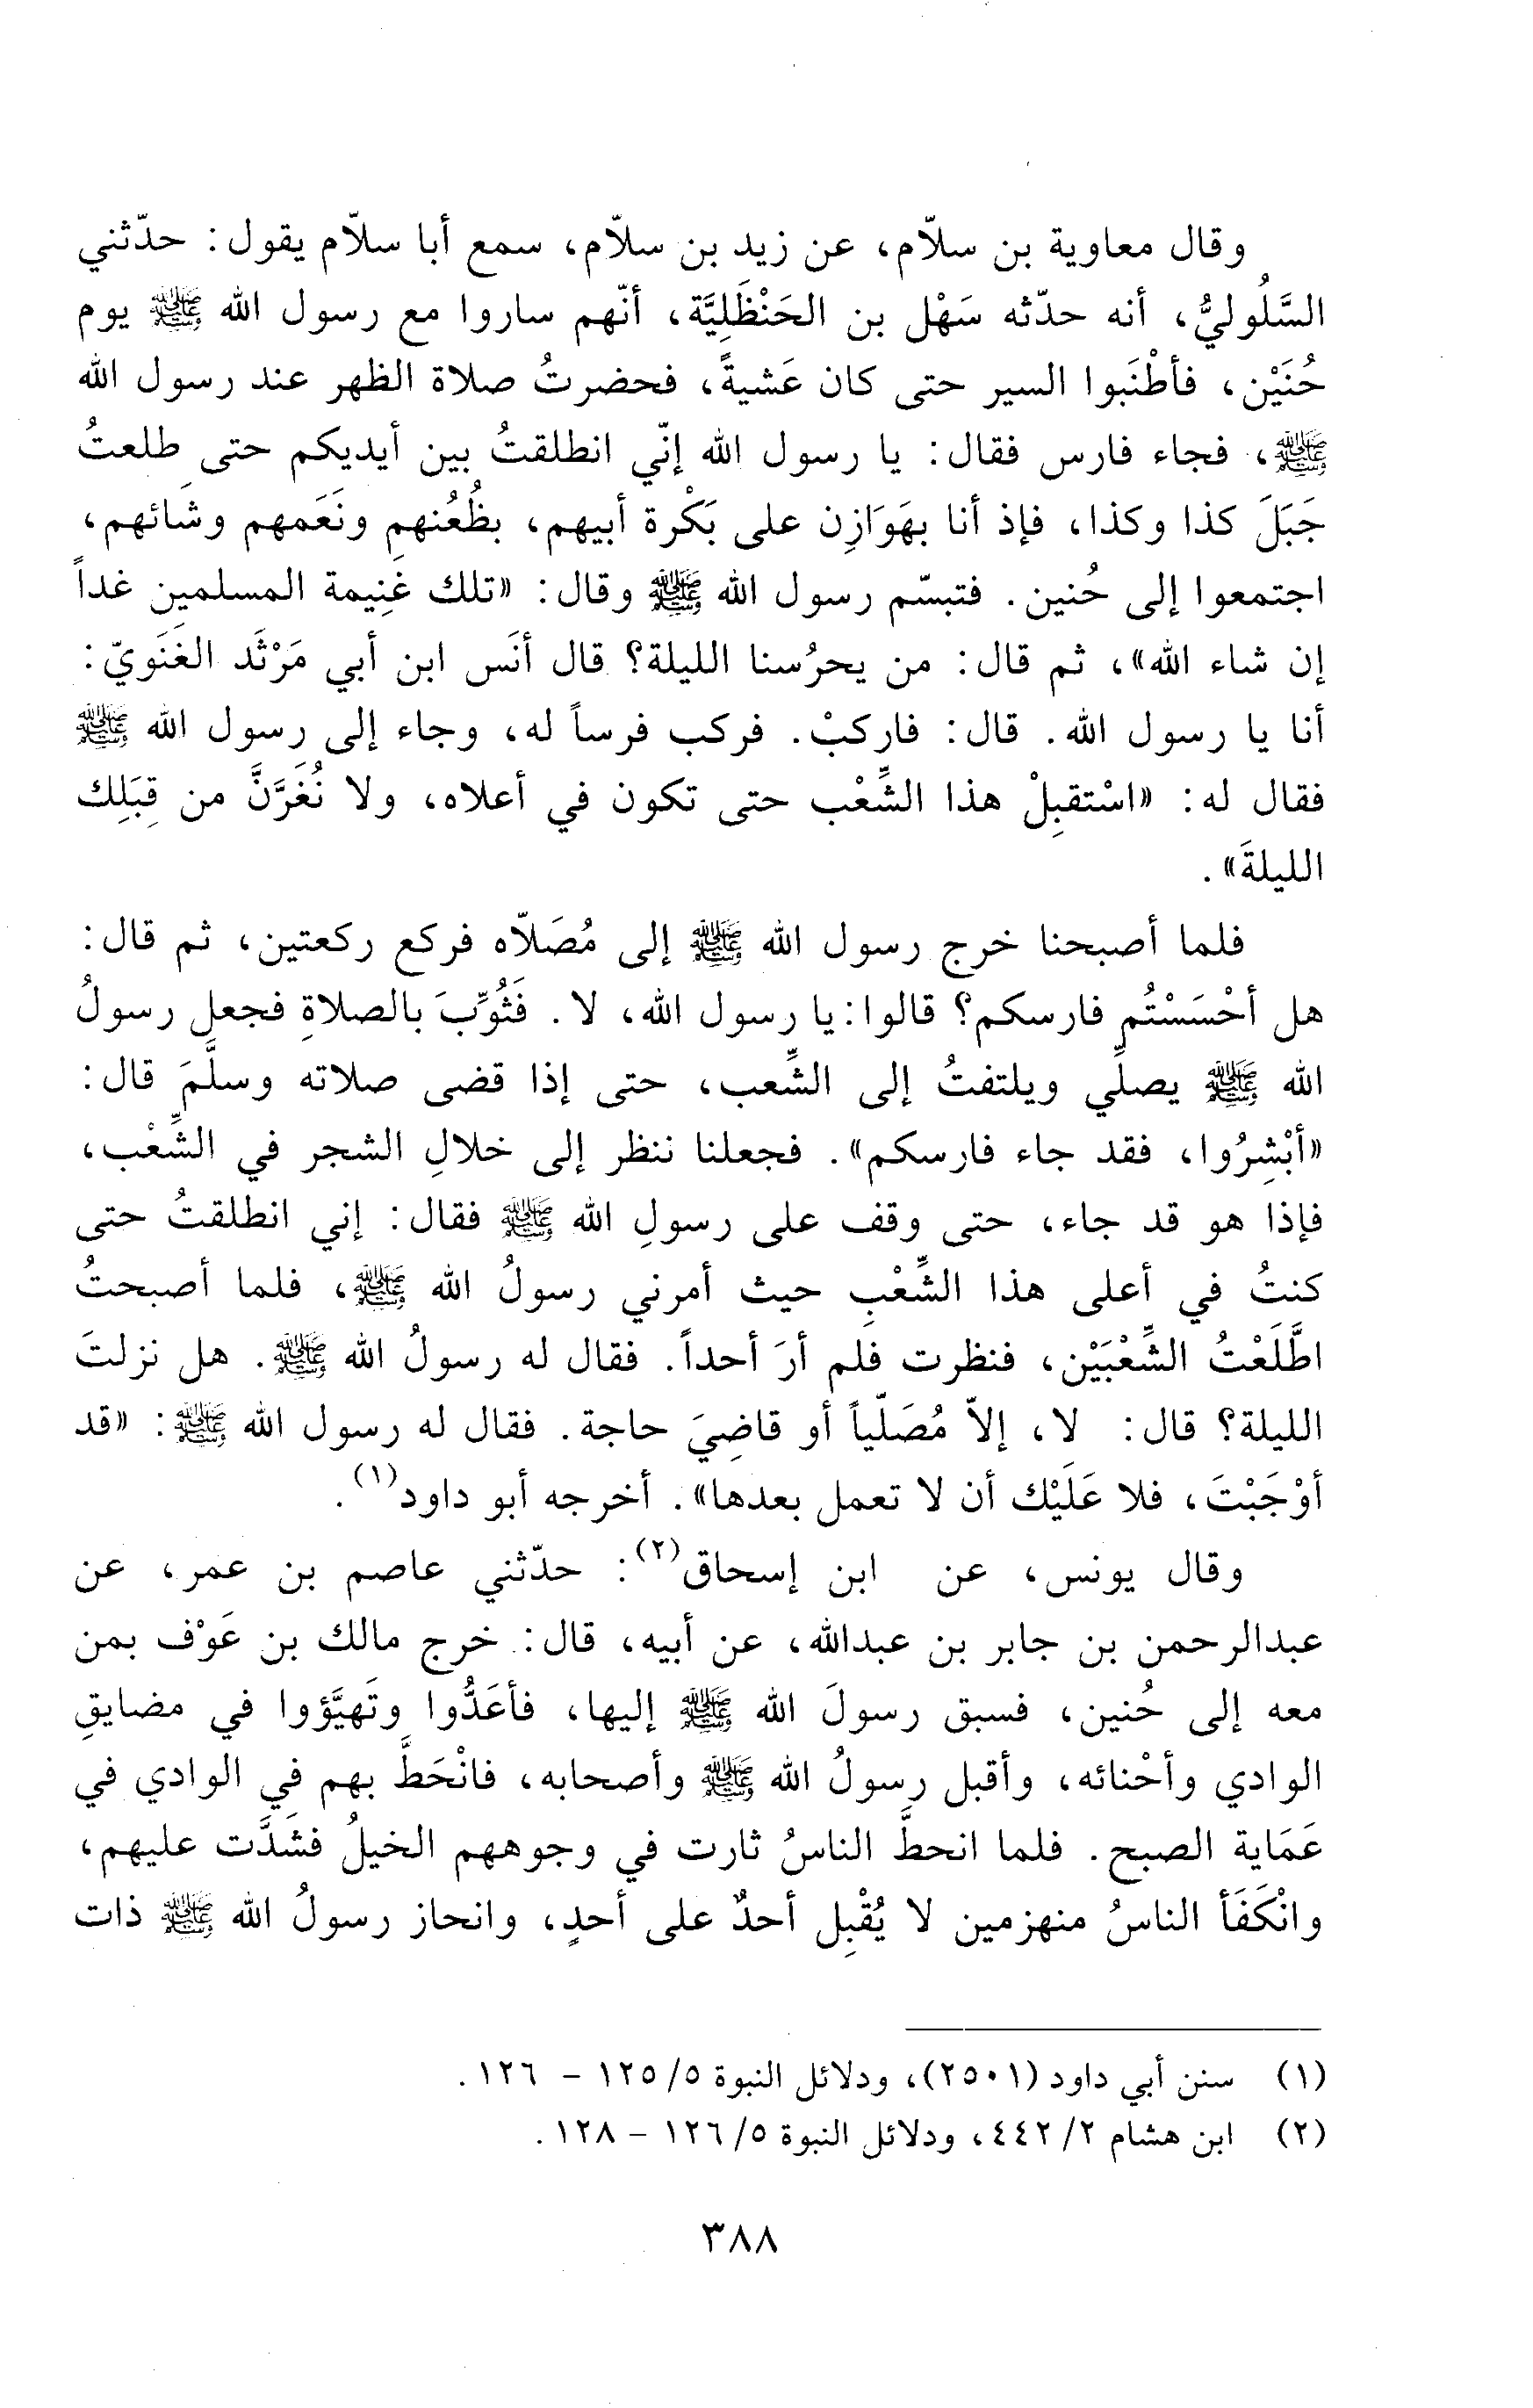 وقال معاوية بن سلاّم، عن زيد بن سلاّم، سمع أبا سلاّم يقول: حدّثني
السَّلُوليُّ، أنه حدّثه سَهْل بن الحَنْظَلِيَّة، أنّهم ساروا مع رسول الله ﷺ يوم
حُنَيْن، فأطْنَبوا السير حتى كان عَشيةً، فحضرتُ صلاة الظهر عند رسول الله
ﷺ، فجاء فارس فقال: يا رسول الله إنّي انطلقتُ بين أيديكم حتى طِلعتُ
جَبَلَ كذا وكذا، فإذ أنا بهَوَازِن على بَكْرة أبيهم، بظُعُنهم ونَعَمهم وشائهم،
اجتمعوا إلى حُنين. فتبسّم رسول الله ﷺ وقال: «تلك غَنِيمة المسلمين غداً
إن شاء الله»، ثم قال: من يحرُسنا الليلة؟ قال أنَس ابن أبي مَرْثَد الغَنَويّ:
أنا يا رسول الله. قال: فاركبْ. فركب فرساً له، وجاء إلى رسول الله ﷺ
فقال له: «اسْتقبِلْ هذا الشِّعْب حتى تكون في أعلاه، ولا نُغَرَّنَّ من قِبَلِك
الليلةَ».
فلما أصبحنا خرج رسول الله ﷺ إلى مُصَلاّه فركع ركعتين، ثم قال:
هل أحْسَسْتُم فارسكم؟ قالوا: يا رسول الله، لا. فَثُوِّبَ بالصلاةِ فجعل رسولُ
الله ﷺ يصلِّي ويلتفتُ إلى الشِّعب، حتى إذا قضى صلاته وسلَّمَ قال:
«أبْشِرُوا، فقد جاء فارسكم». فجعلنا ننظر إلى خلالِ الشجر في الشِّعْب،
فإذا هو قد جاء، حتى وقف على رسولِ الله ﷺ فقال: إني انطلقتُ حتى
كنتُ في أعلى هذا الشِّعْبِ حيث أمرني رسولُ الله ﷺ، فلما أصبحتُ
اطَّلَعْتُ الشِّعْبَيْن، فنظرت فلم أرَ أحداً. فقال له رسولُ الله ﷺ. هل نزلتَ
الليلة؟ قال: لا، إلاّ مُصَلّياً أو قاضِيَ حاجة. فقال له رسول الله ﷺ: «قد
أوْجَبْتَ، فلا عَلَيْك أن لا تعمل بعدها». أخرجه أبو داود(١).
وقال يونس، عن ابن إسحاق(٢): حدّثني عاصم بن عمر، عن
عبدالرحمن بن جابر بن عبدالله، عن أبيه، قال: خرج مالك بن عَوْف بمن
معه إلى حُنين، فسبق رسولَ الله ﷺ إليها، فأعَدُّوا وتَهيَّؤوا في مضايقِ
الوادي وأحْنائه، وأقبل رسولُ الله ﷺ وأصحابه، فانْحَطَّ بهم في الوادي في
عَمَاية الصبح. فلما انحطَّ الناسُ ثارت في وجوههم الخيلُ فشَدَّت عليهم،
وانْكَفَأ الناسُ منهزمين لا يُقْبِل أحدٌ على أحدٍ، وانحاز رسولُ الله ﷺ ذات
(١) سنن أبي داود (٢٥٠١)، ودلائل النبوة ٥/ ١٢٥ - ١٢٦.
(٢) ابن هشام ٢/ ٤٤٢، ودلائل النبوة ٥/ ١٢٦ - ١٢٨.
٣٨٨